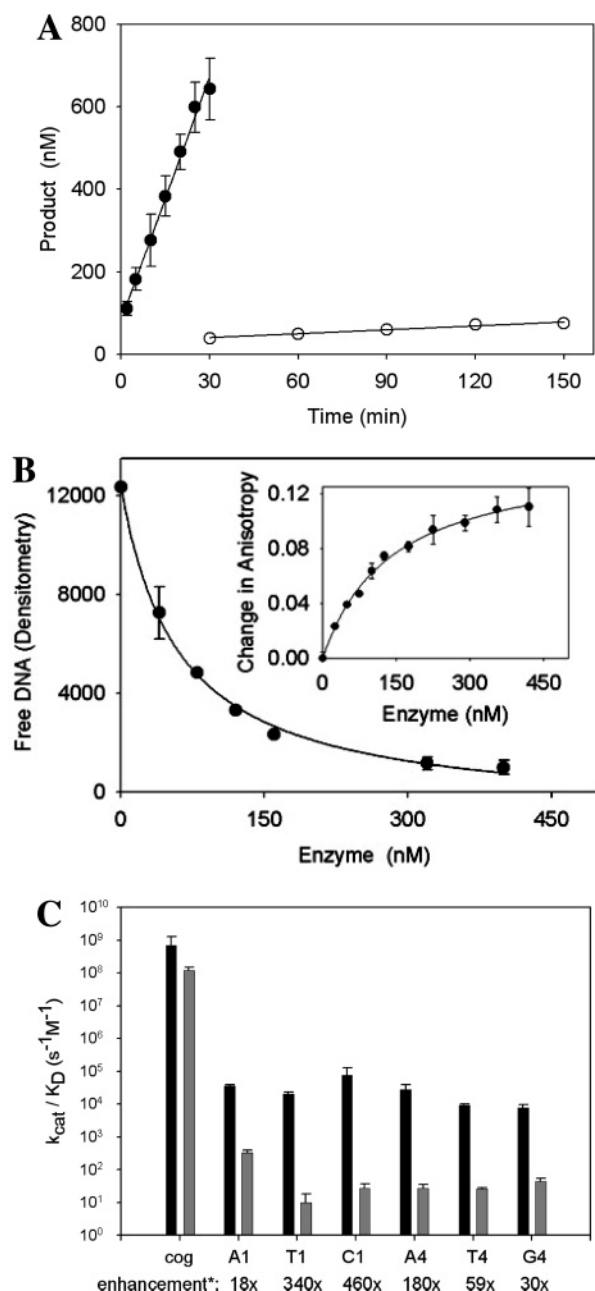 A
800
600
400
200
0
Product (nM)
0 30 60 90 120 150
Time (min)
B
12000
8000
4000
0
Free DNA (Densitometry)
0.12
0.08
0.04
0.00
Change in Anisotropy
0 150 300 450
Enzyme (nM)
0 150 300 450
Enzyme (nM)
C
10^10
10^9
10^8
10^7
10^6
10^5
10^4
10^3
10^2
10^1
10^0
k_cat / K_D (s^-1M^-1)
cog A1 T1 C1 A4 T4 G4
enhancement*: 18x 340x 460x 180x 59x 30x